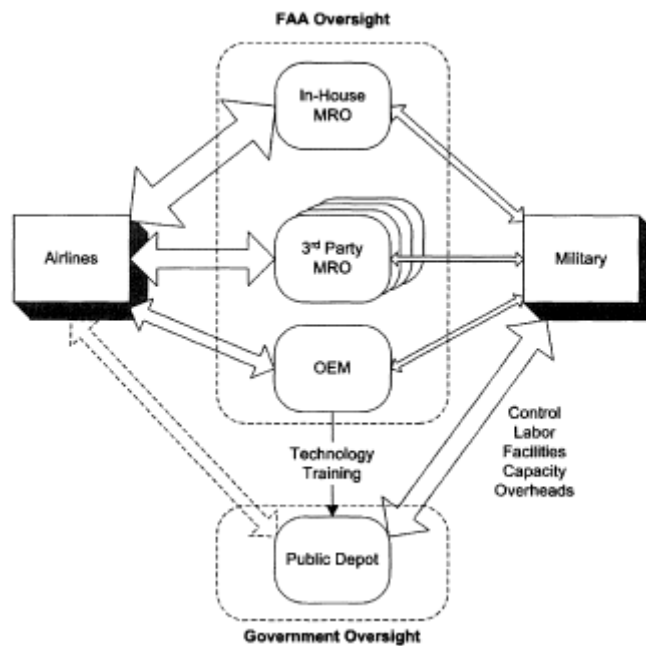 FAA Oversight
In-House
MRO
Airlines
3rd Party
MRO
Military
OEM
Control
Labor
Facilities
Capacity
Overheads
Technology
Training
Public Depot
Government Oversight